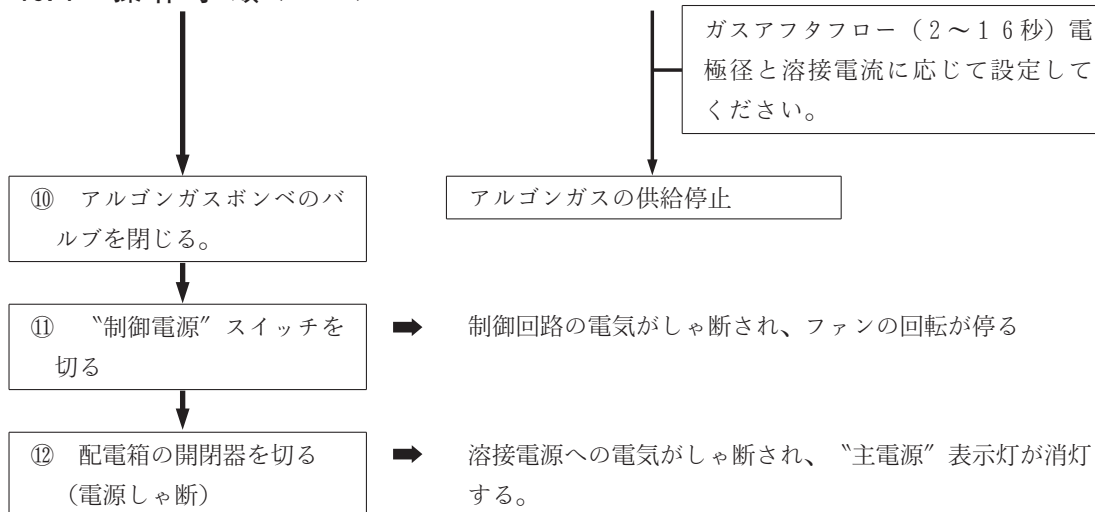 ガスアフタフロー（２～１６秒）電
極径と溶接電流に応じて設定して
ください。
⑩　アルゴンガスボンベのバ
ルブを閉じる。
アルゴンガスの供給停止
⑪　〝制御電源〟スイッチを
切る
制御回路の電気がしゃ断され、ファンの回転が停る
⑫　配電箱の開閉器を切る
（電源しゃ断）
溶接電源への電気がしゃ断され、〝主電源〟表示灯が消灯
する。